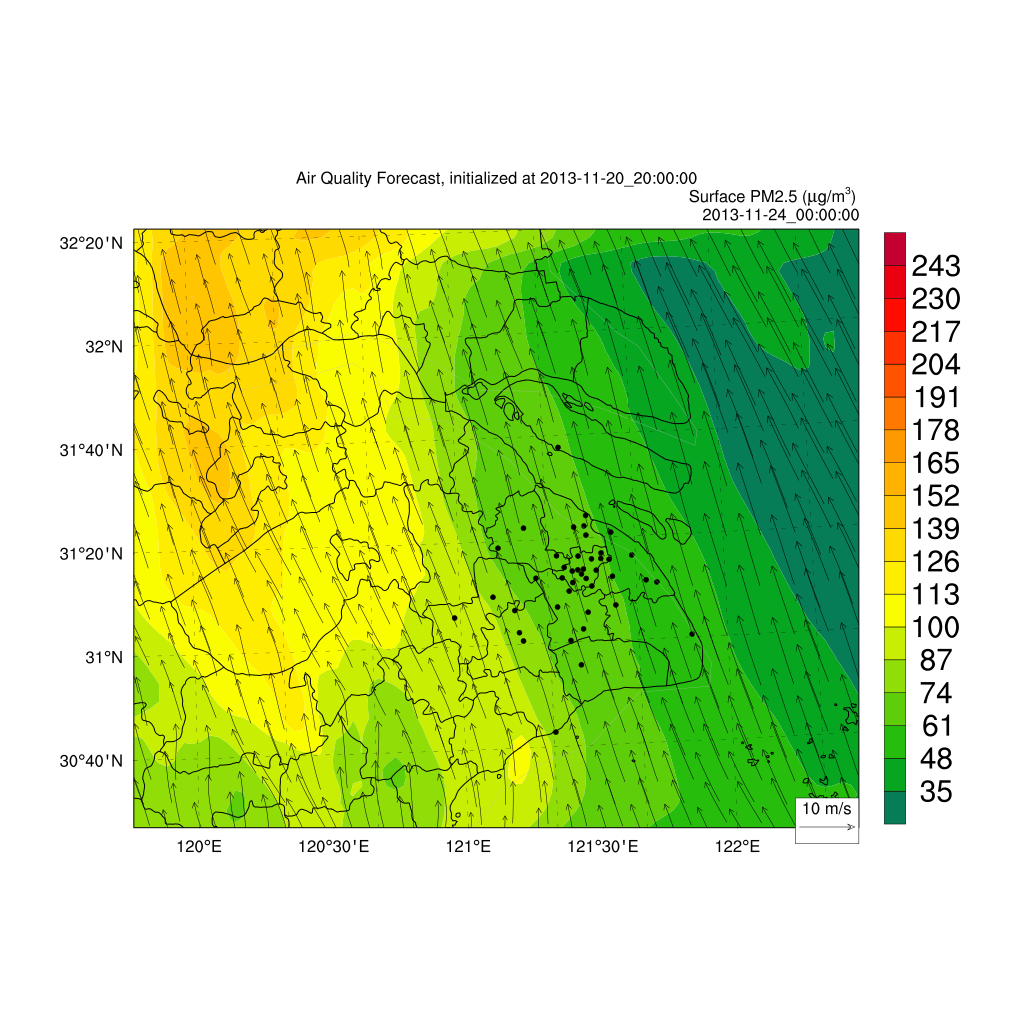 Air Quality Forecast, initialized at 2013-11-20_20:00:00
Surface PM2.5 (μg/m³)
2013-11-24_00:00:00
32°20'N
32°N
31°40'N
31°20'N
31°N
30°40'N
120°E
120°30'E
121°E
121°30'E
122°E
10 m/s
243
230
217
204
191
178
165
152
139
126
113
100
87
74
61
48
35